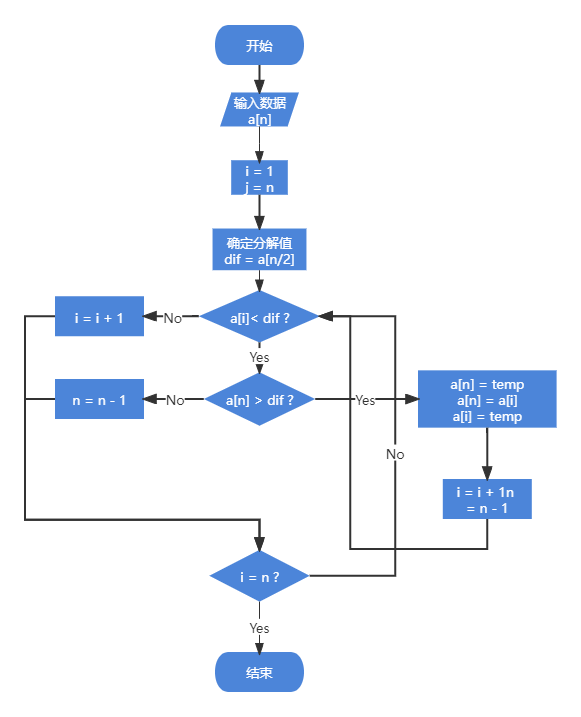 开始
输入数据
a[n]
i = 1
j = n
确定分解值
dif = a[n/2]
i = i + 1
No
a[i]< dif ?
Yes
n = n - 1
No
a[n] > dif ?
Yes
a[n] = temp
a[n] = a[i]
a[i] = temp
No
i = i + 1n
= n - 1
i = n ?
Yes
结束